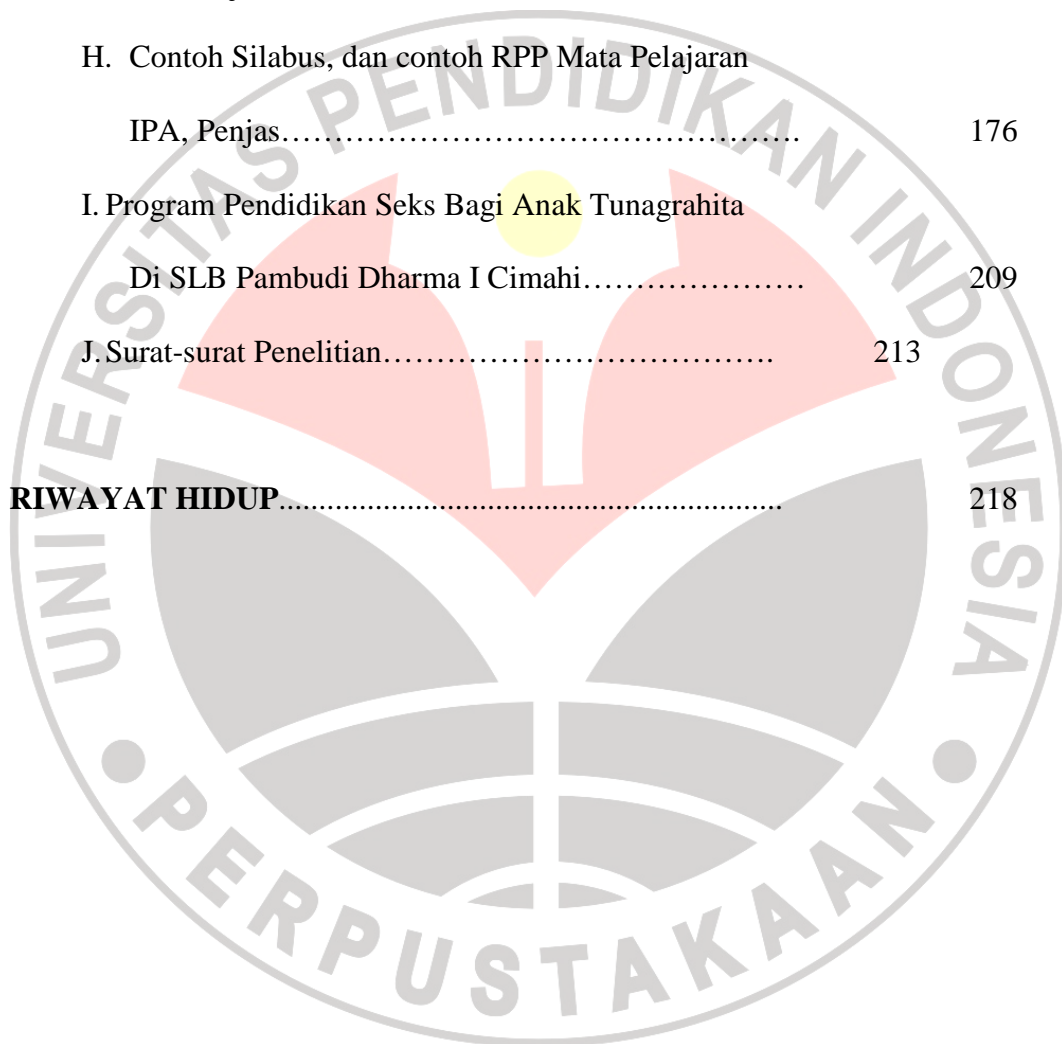 H. Contoh Silabus, dan contoh RPP Mata Pelajaran
IPA, Penjas……………………………………………. 176
I. Program Pendidikan Seks Bagi Anak Tunagrahita
Di SLB Pambudi Dharma I Cimahi………………… 209
J. Surat-surat Penelitian………………………………. 213
RIWAYAT HIDUP................................................................ 218
UNIVERSITAS PENDIDIKAN INDONESIA
PERPUSTAKAAN